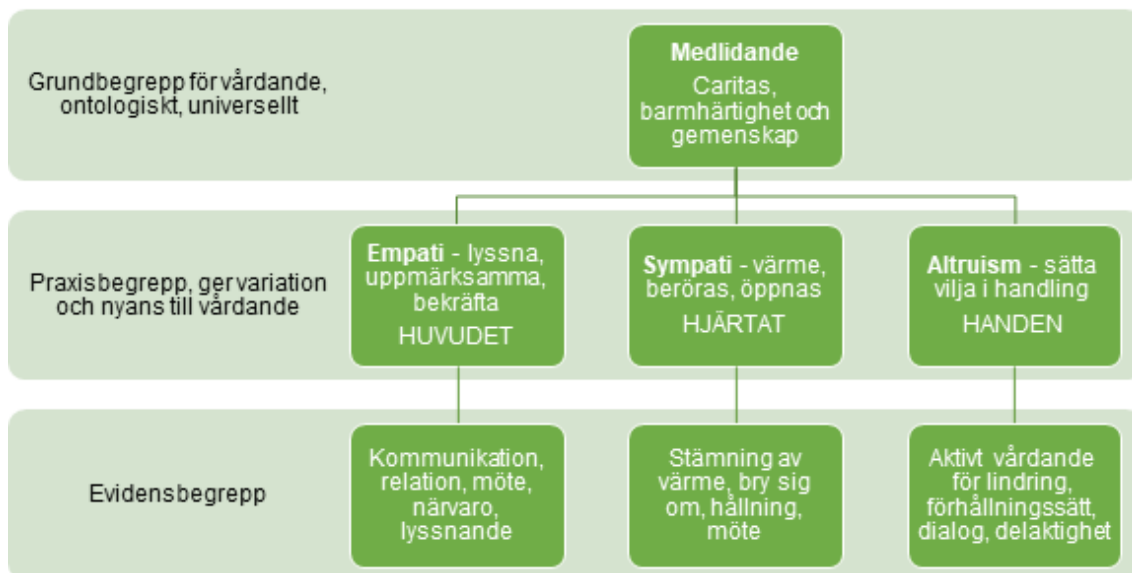 Grundbegrepp för vårdande,
ontologiskt, universellt
Medlidande
Caritas,
barmhärtighet och
gemenskap
Praxisbegrepp, ger variation
och nyans till vårdande
Empati - lyssna,
uppmärksamma,
bekräfta
HUVUDET
Sympati - värme,
beröras, öppnas
HJÄRTAT
Altruism - sätta
vilja i handling
HANDEN
Evidensbegrepp
Kommunikation,
relation, möte,
närvaro,
lyssnande
Stämning av
värme, bry sig
om, hållning,
möte
Aktivt vårdande
för lindring,
förhållningssätt,
dialog, delaktighet